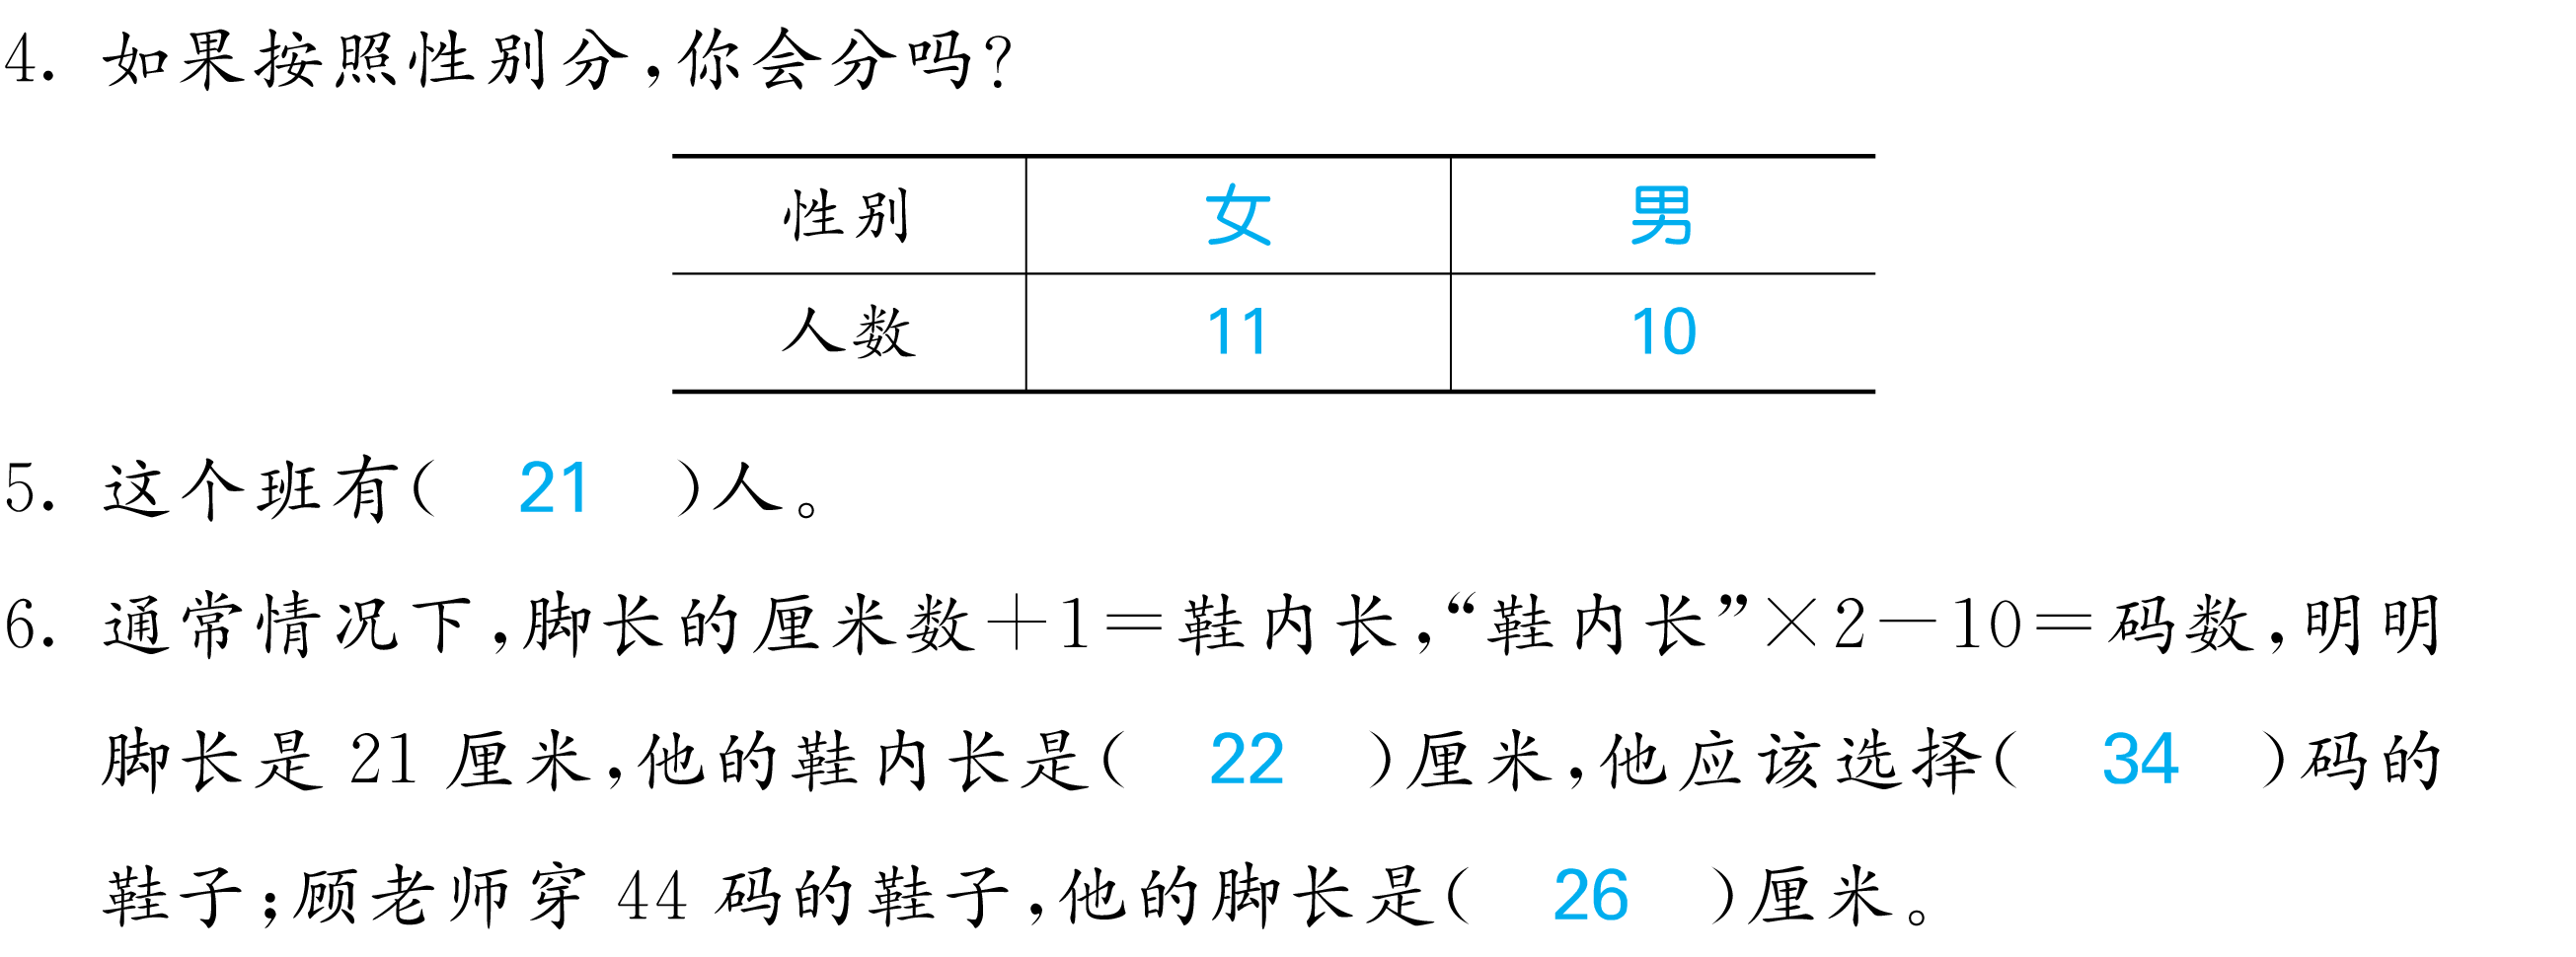 4. 如果按照性别分,你会分吗?
性别 女 男
人数 11 10
5. 这个班有( 21 )人。
6. 通常情况下,脚长的厘米数+1=鞋内长,“鞋内长”×2-10=码数,明明
脚长是 21 厘米,他的鞋内长是( 22 )厘米,他应该选择( 34 )码的
鞋子;顾老师穿 44 码的鞋子,他的脚长是( 26 )厘米。